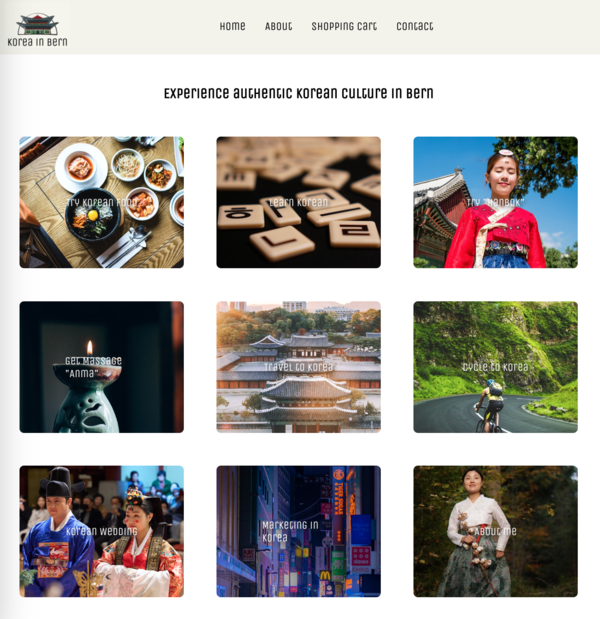 Home About Shopping Cart Contact
Korea in Bern
Experience authentic Korean Culture in Bern
Try Korean Food
Learn Korean
Try "Hanbok"
Get Massage
"Anma"
Travel to Korea
Cycle to Korea
Korean Wedding
Marketing in
Korea
About me